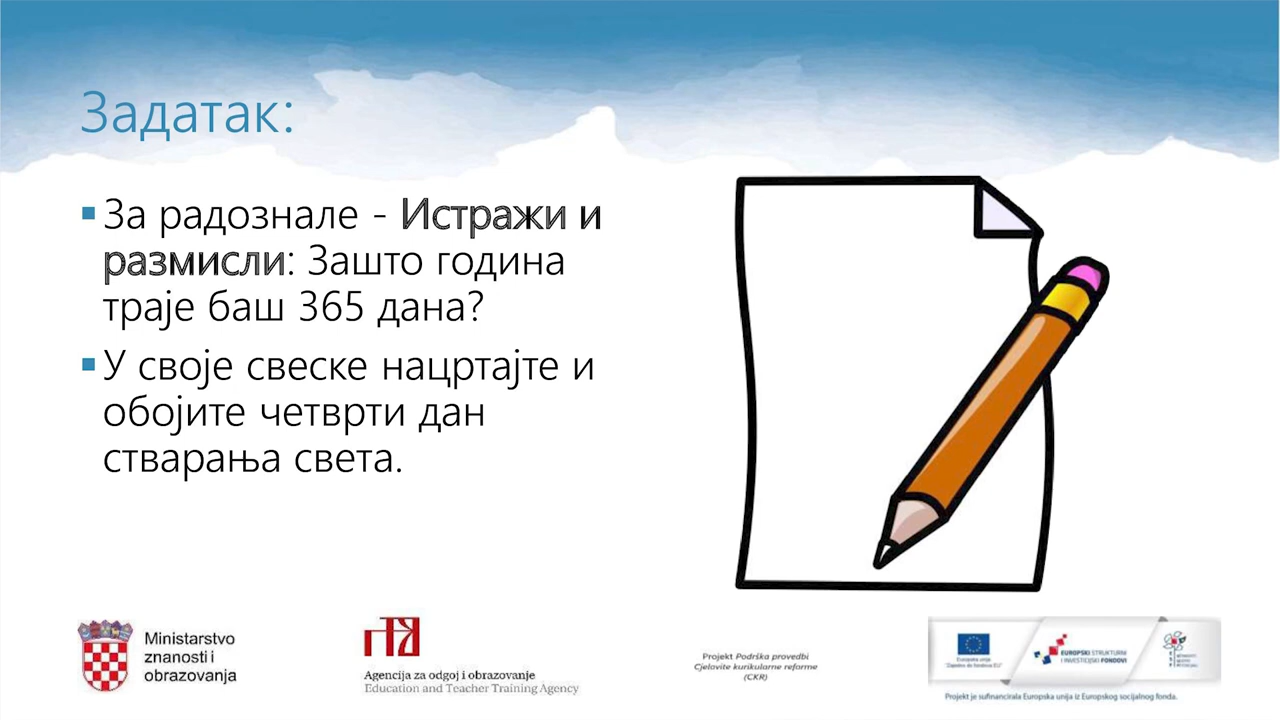 Задатак:
За радознале - Истражи и
размисли: Зашто година
траје баш 365 дана?
У своје свеске нацртајте и
обојите четврти дан
стварања света.
Ministarstvo
znanosti i
obrazovanja
Agencija za odgoj i obrazovanje
Education and Teacher Training Agency
Projekt Podrška provedbi
Cjelovite kurikularne reforme
(CKR)
Europska unija
EUROPSKI STRUKTURNI
I INVESTICIJSKI FONDOVI
Projekt je sufinancirala Europska unija iz Europskog socijalnog fonda.